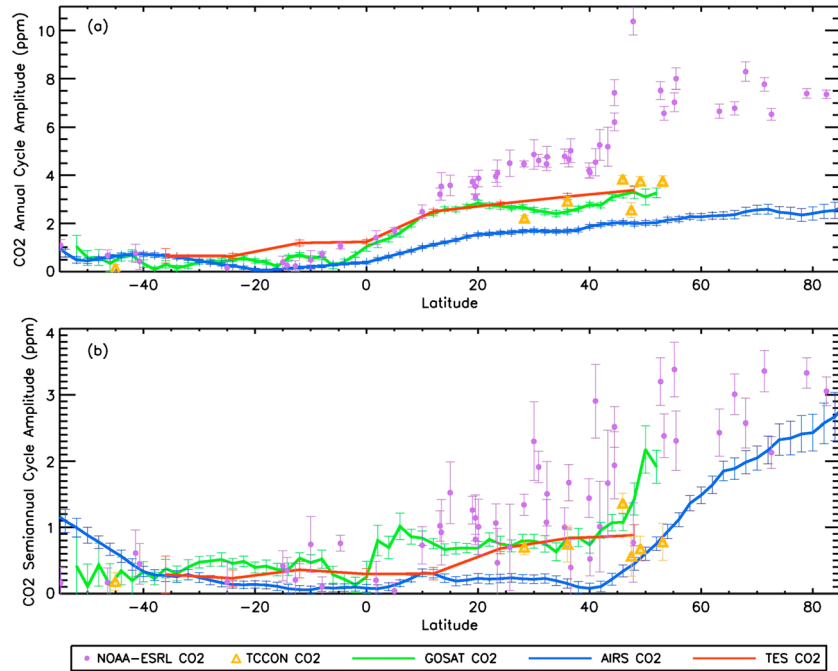 (a)
CO2 Annual Cycle Amplitude (ppm)
10
8
6
4
2
0
−40 −20 0 20 40 60 80
Latitude
(b)
CO2 Semiannual Cycle Amplitude (ppm)
4
3
2
1
0
−40 −20 0 20 40 60 80
Latitude
NOAA−ESRL CO2 TCCON CO2 GOSAT CO2 AIRS CO2 TES CO2